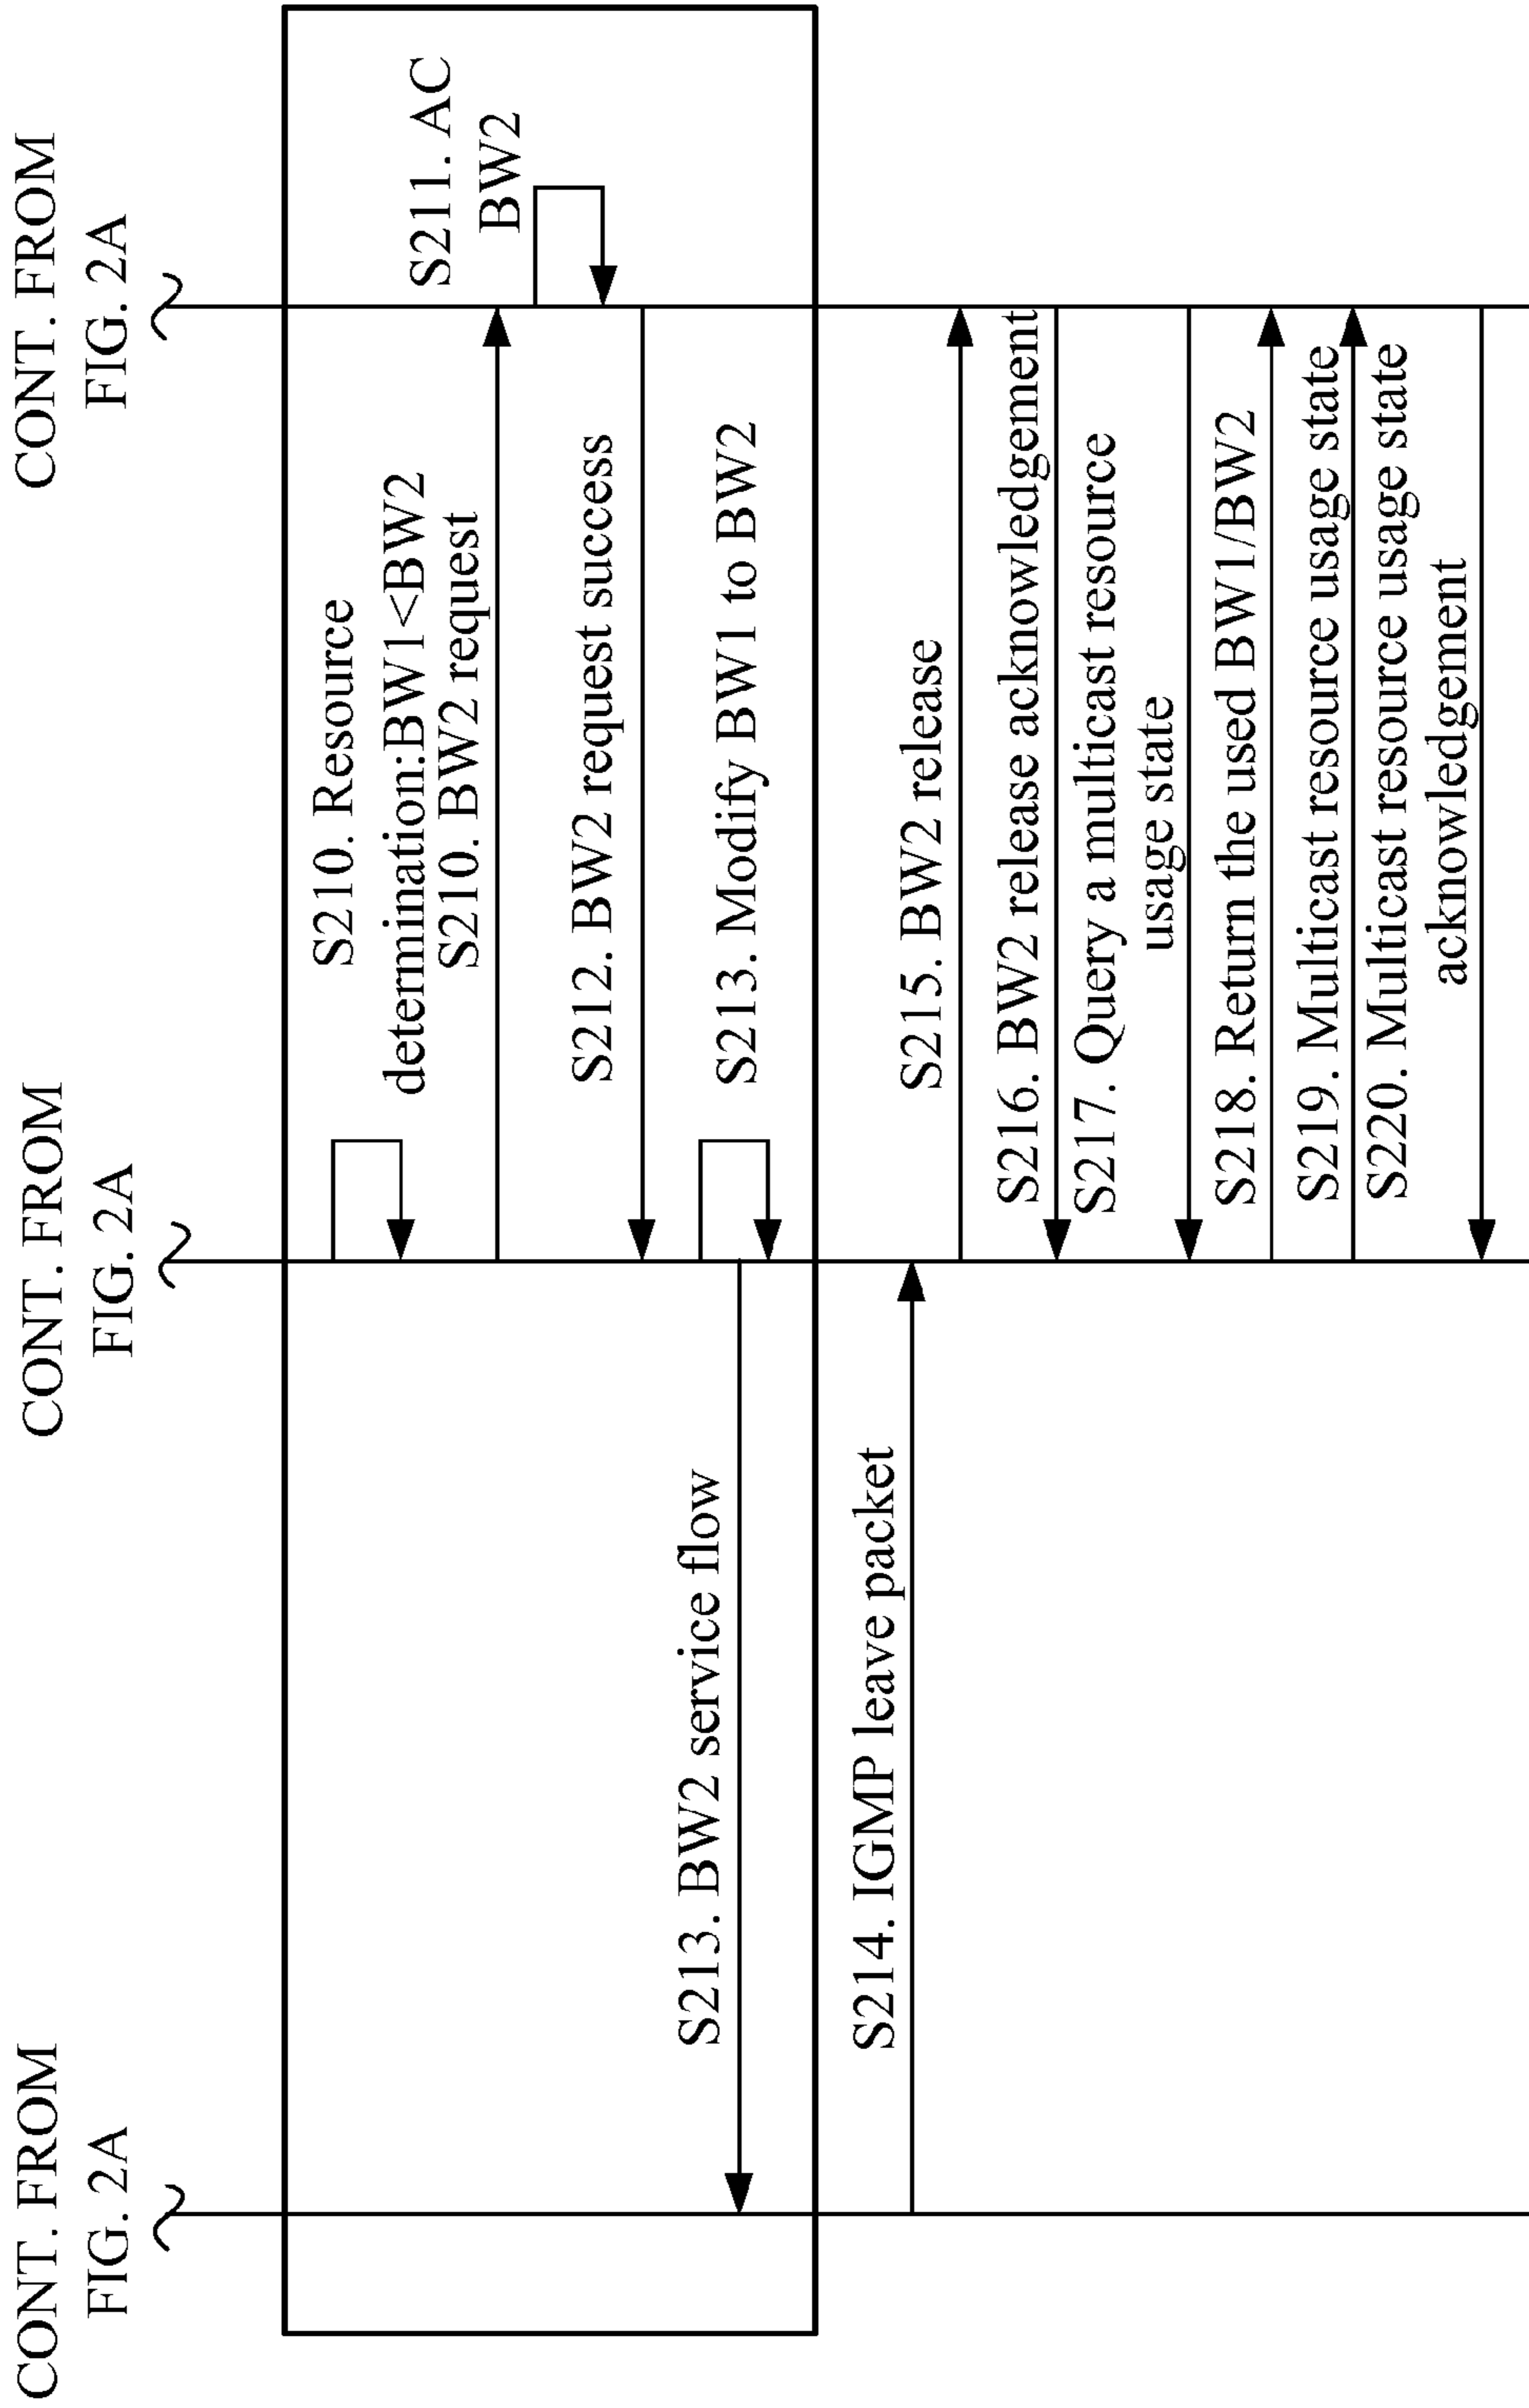 CONT. FROM
FIG. 2A
CONT. FROM
FIG. 2A
CONT. FROM
FIG. 2A
S210. Resource
determination:BW1<BW2
S210. BW2 request
S211. AC
BW2
S212. BW2 request success
S213. BW2 service flow
S213. Modify BW1 to BW2
S214. IGMP leave packet
S215. BW2 release
S216. BW2 release acknowledgement
S217. Query a multicast resource
usage state
S218. Return the used BW1/BW2
S219. Multicast resource usage state
S220. Multicast resource usage state
acknowledgement